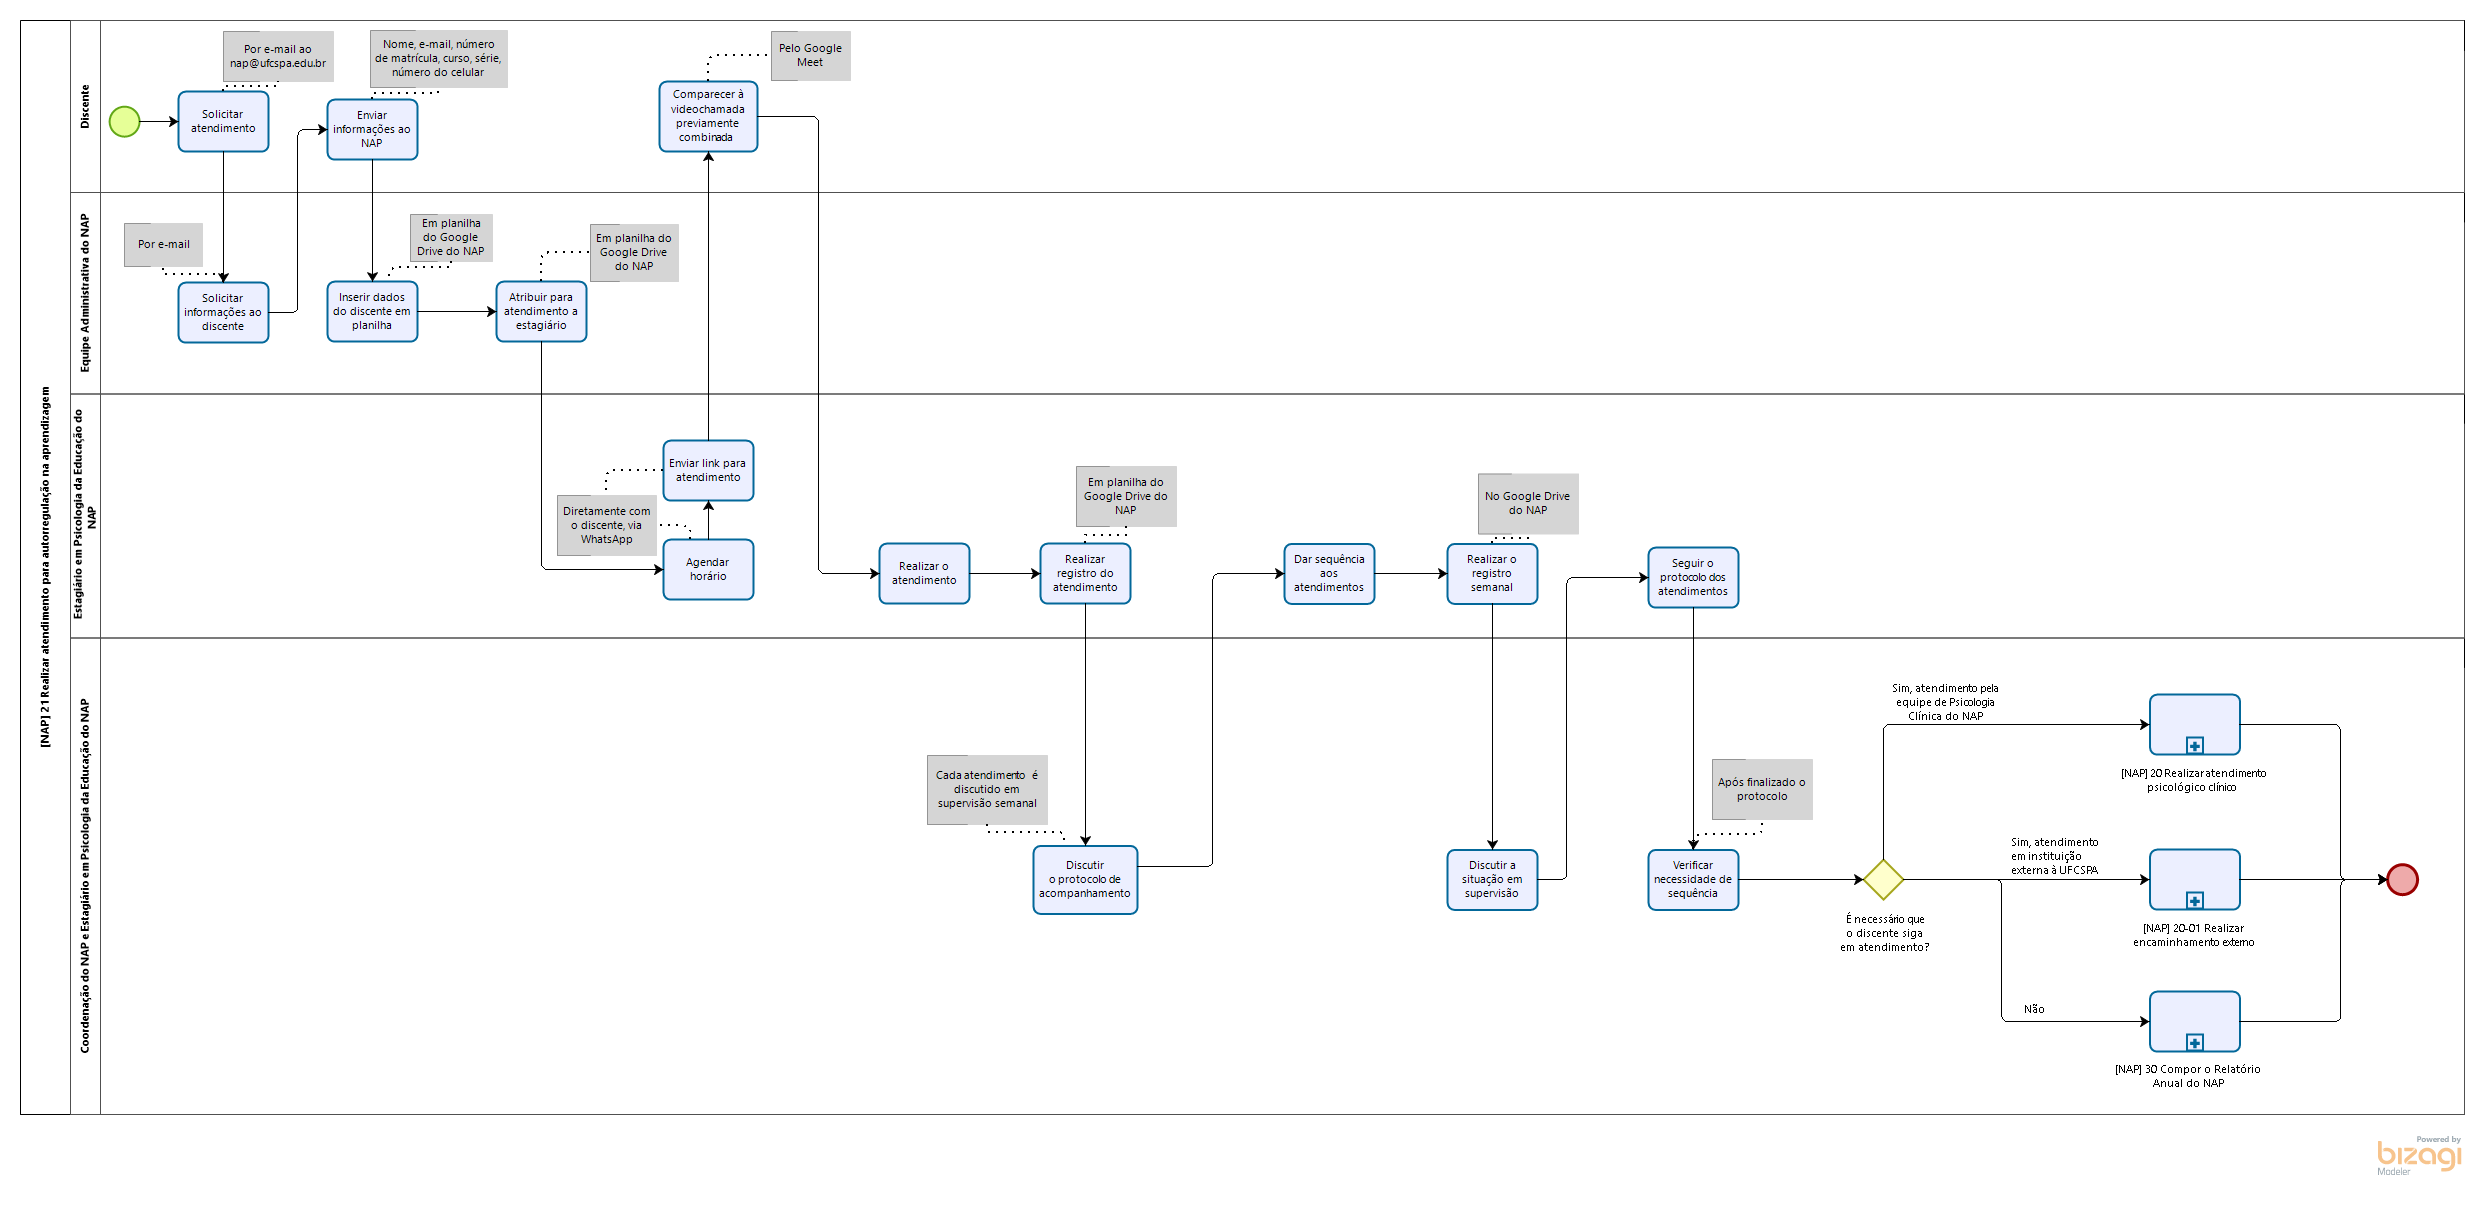 [NAP] 21 Realizar atendimento para autorregulação na aprendizagem
Discente
Por e-mail ao
nap@ufcspa.edu.br
Nome, e-mail, número
de matrícula, curso, série,
número do celular
Pelo Google
Meet
Solicitar
atendimento
Enviar
informações ao
NAP
Comparecer à
videochamada
previamente
combinada
Equipe Administrativa do NAP
Por e-mail
Em planilha
do Google
Drive do NAP
Em planilha do
Google Drive
do NAP
Solicitar
informações ao
discente
Inserir dados
do discente em
planilha
Atribuir para
atendimento a
estagiário
Estagiário em Psicologia da Educação do
NAP
Enviar link para
atendimento
Diretamente com
o discente, via
WhatsApp
Agendar
horário
Realizar o
atendimento
Em planilha do
Google Drive do
NAP
Realizar
registro do
atendimento
Dar sequência
aos
atendimentos
No Google Drive
do NAP
Realizar o
registro
semanal
Seguir o
protocolo dos
atendimentos
Coordenação do NAP e Estagiário em Psicologia da Educação do NAP
Cada atendimento é
discutido em
supervisão semanal
Discutir
o protocolo de
acompanhamento
Discutir a
situação em
supervisão
Após finalizado o
protocolo
Verificar
necessidade de
sequência
É necessário que
o discente siga
em atendimento?
Sim, atendimento pela
equipe de Psicologia
Clínica do NAP
[NAP] 20 Realizar atendimento
psicológico clínico
Sim, atendimento
em instituição
externa à UFCSPA
[NAP] 20-01 Realizar
encaminhamento externo
Não
[NAP] 30 Compor o Relatório
Anual do NAP
Powered by
bizagi
Modeler